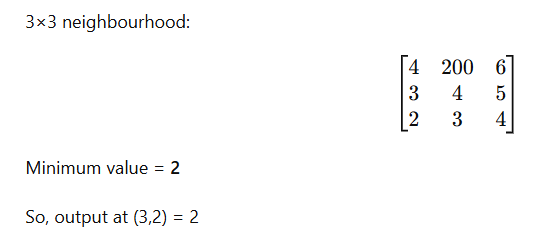 3×3 neighbourhood:
4 200 6
3 4 5
2 3 4
Minimum value = 2
So, output at (3,2) = 2